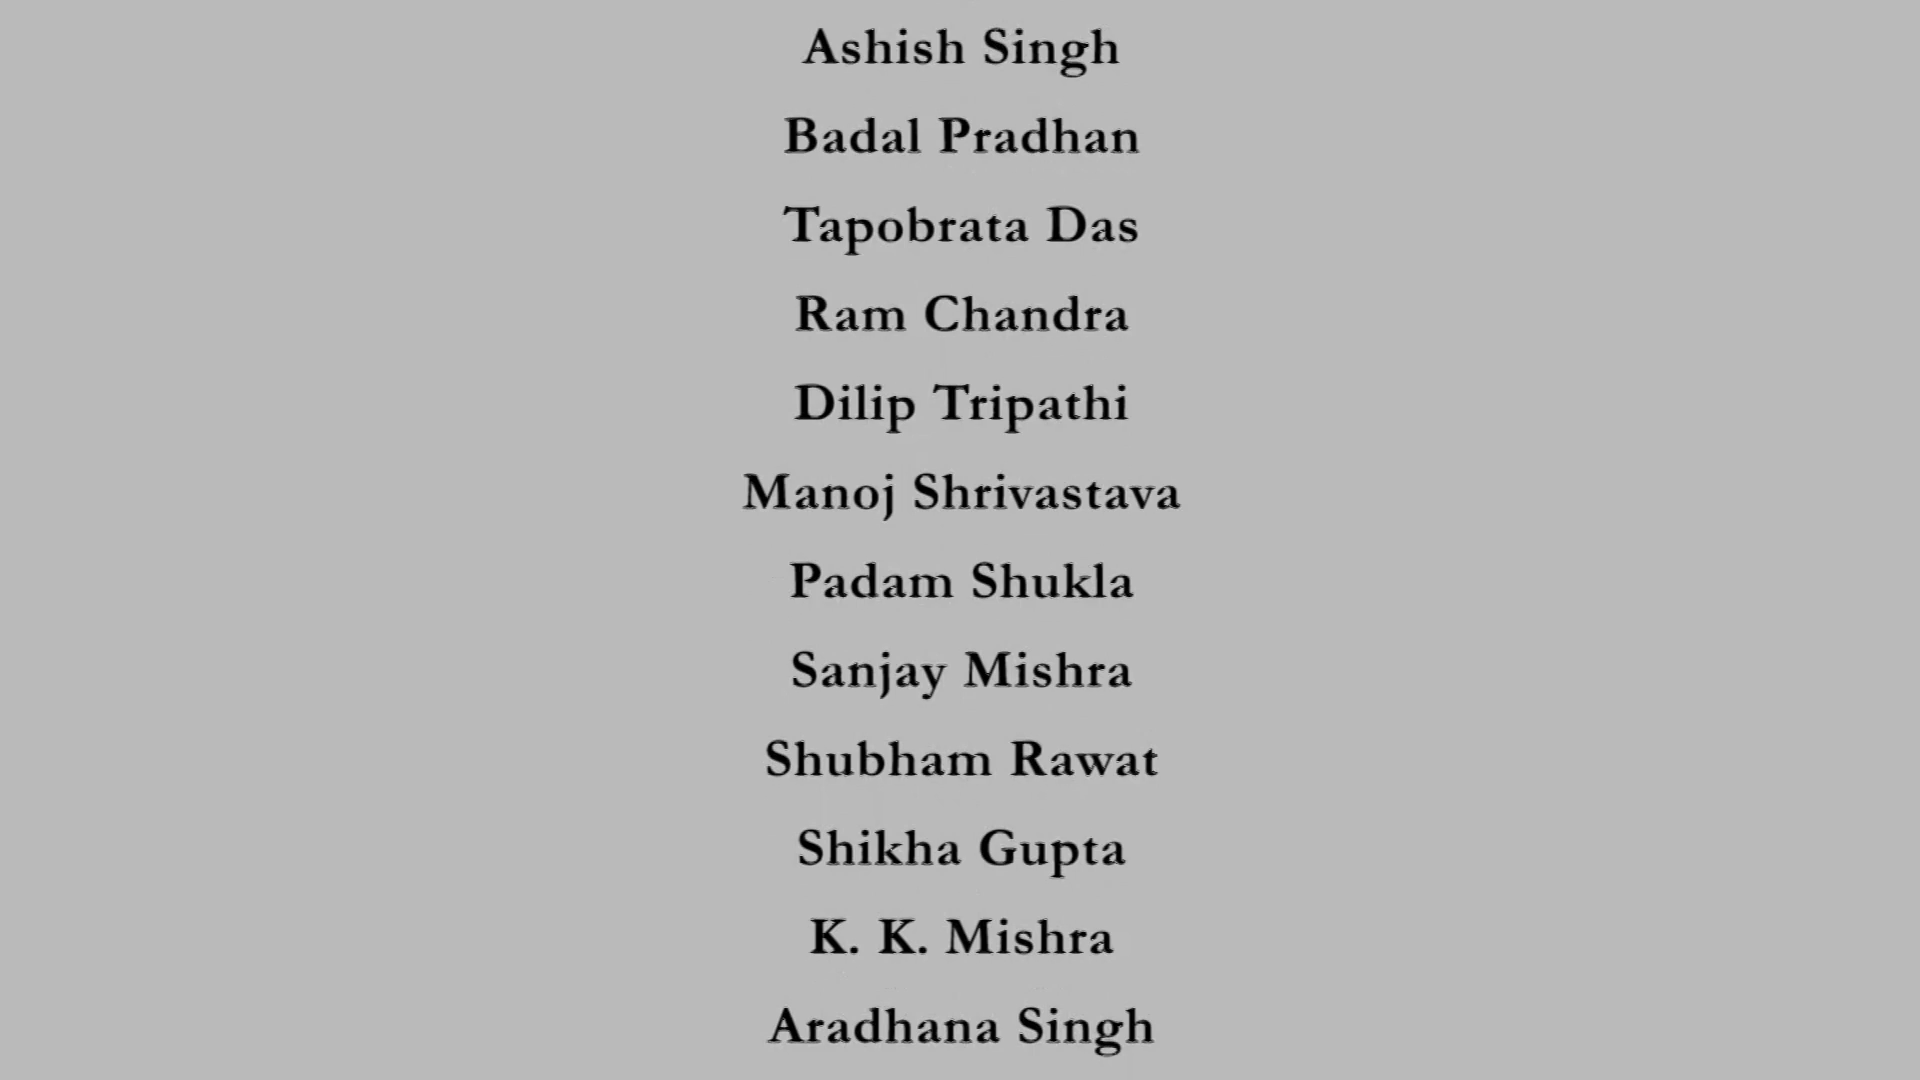 Ashish Singh
Badal Pradhan
Tapobrata Das
Ram Chandra
Dilip Tripathi
Manoj Shrivastava
Padam Shukla
Sanjay Mishra
Shubham Rawat
Shikha Gupta
K. K. Mishra
Aradhana Singh